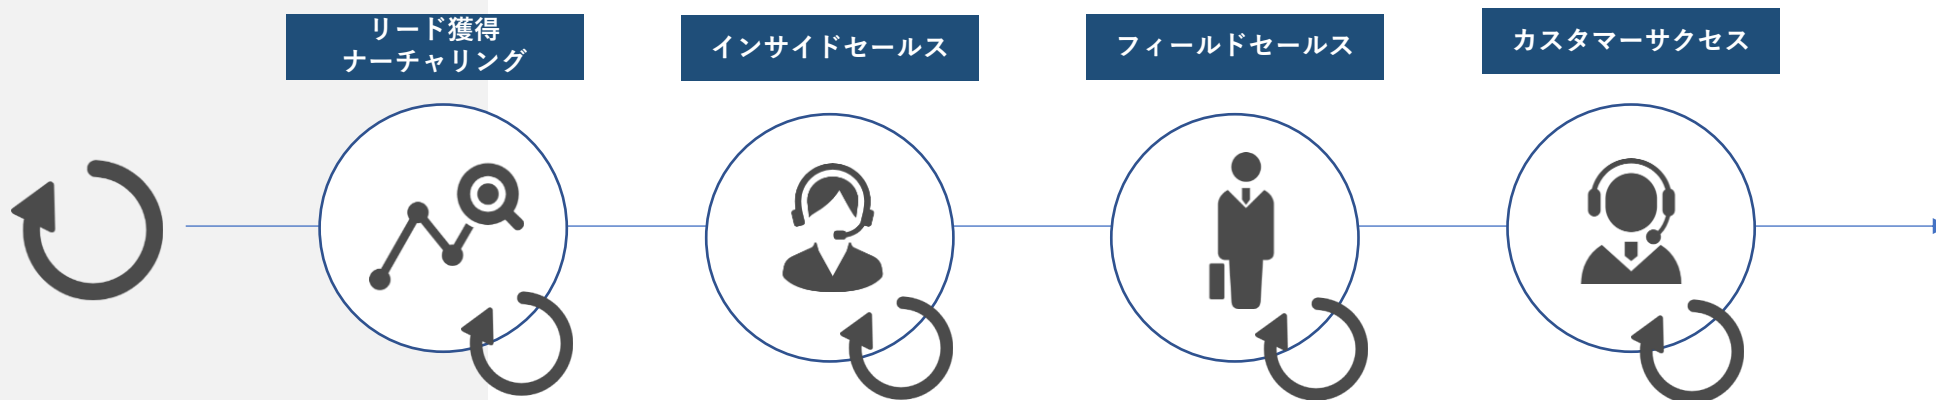 リード獲得
ナーチャリング
インサイドセールス
フィールドセールス
カスタマーサクセス